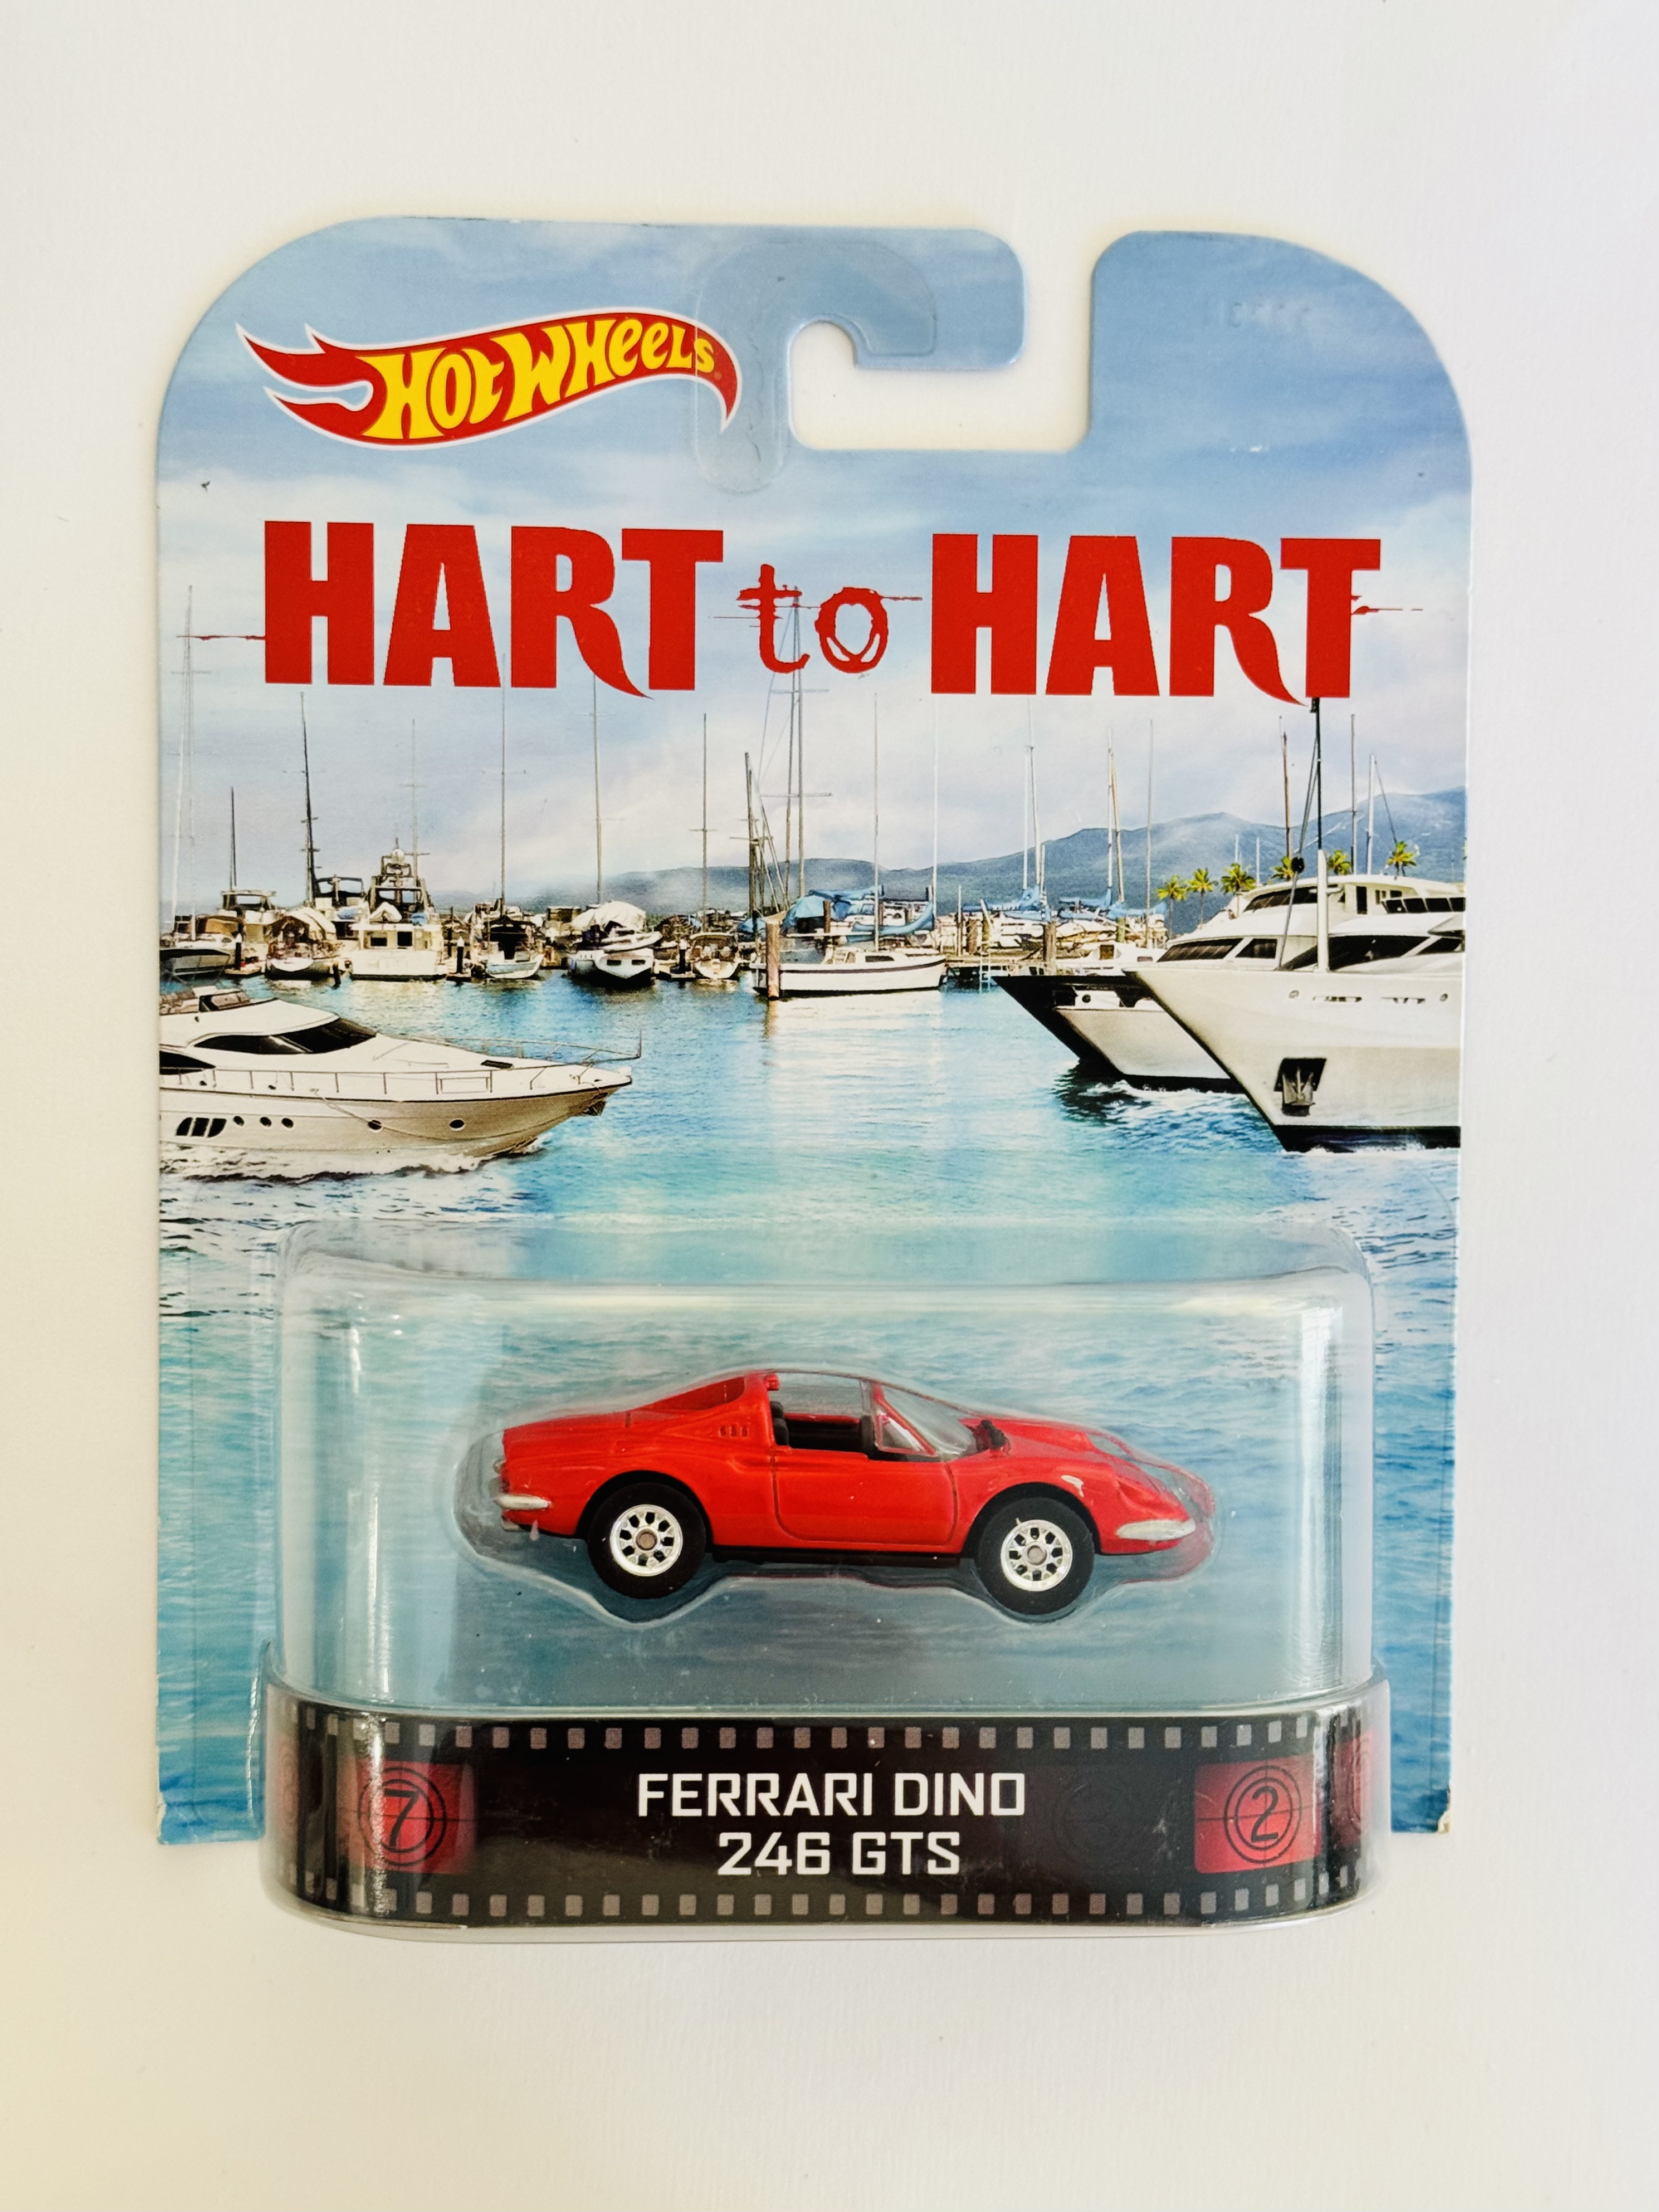 HOT WHEELS
HART to HART
FERRARI DINO
246 GTS
7
2